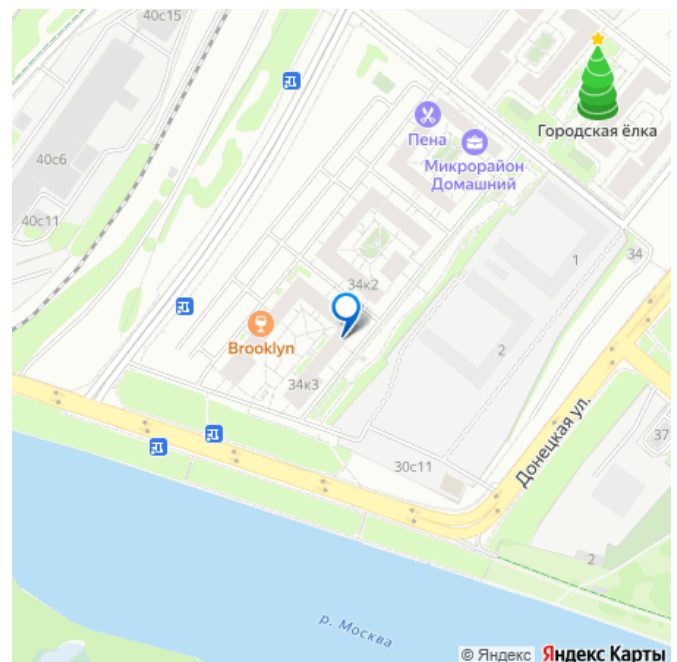 40с15
Городская ёлка
Пена
Микрорайон
Домашний
40с6
40с11
34
1
34к2
2
Brooklyn
34к3
Донецкая ул.
37
30с11
2
р. Москва
© Яндекс Яндекс Карты